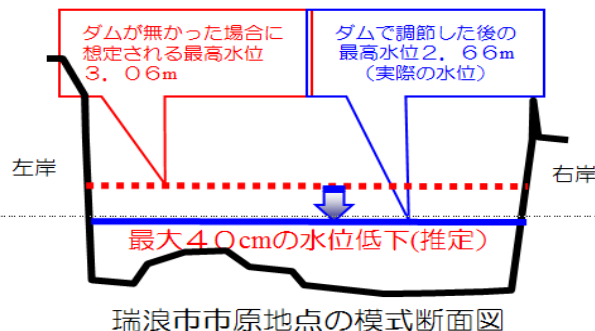 ダムが無かった場合に
想定される最高水位
３．０６m
ダムで調節した後の
最高水位２．６６m
（実際の水位）
左岸
右岸
最大４０cmの水位低下(推定）
瑞浪市市原地点の模式断面図